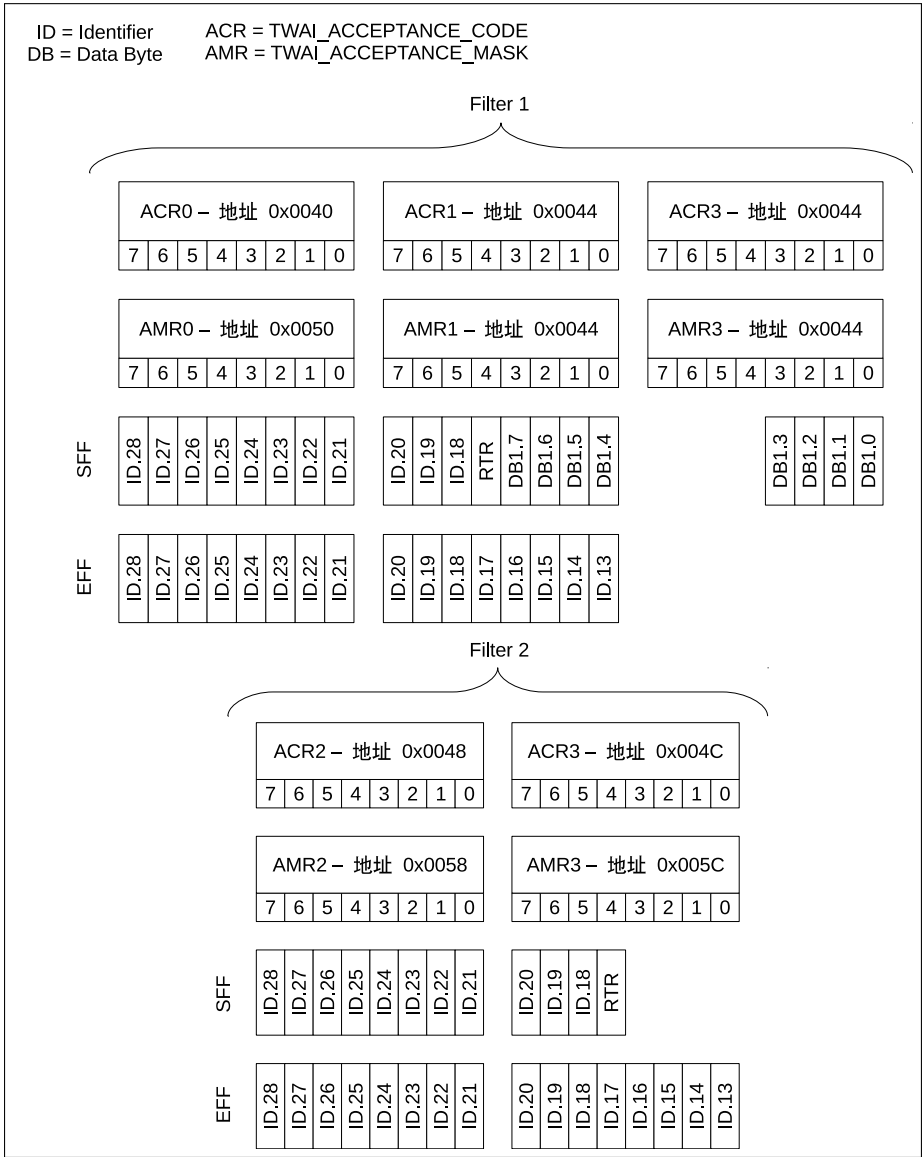 ID = Identifier ACR = TWAI_ACCEPTANCE_CODE
DB = Data Byte AMR = TWAI_ACCEPTANCE_MASK
Filter 1
ACR0 – 地址 0x0040 ACR1 – 地址 0x0044 ACR3 – 地址 0x0044
7 6 5 4 3 2 1 0 7 6 5 4 3 2 1 0 7 6 5 4 3 2 1 0
AMR0 – 地址 0x0050 AMR1 – 地址 0x0044 AMR3 – 地址 0x0044
7 6 5 4 3 2 1 0 7 6 5 4 3 2 1 0 7 6 5 4 3 2 1 0
SFF ID.28 ID.27 ID.26 ID.25 ID.24 ID.23 ID.22 ID.21 ID.20 ID.19 ID.18 RTR DB1.7 DB1.6 DB1.5 DB1.4 DB1.3 DB1.2 DB1.1 DB1.0
EFF ID.28 ID.27 ID.26 ID.25 ID.24 ID.23 ID.22 ID.21 ID.20 ID.19 ID.18 ID.17 ID.16 ID.15 ID.14 ID.13
Filter 2
ACR2 – 地址 0x0048 ACR3 – 地址 0x004C
7 6 5 4 3 2 1 0 7 6 5 4 3 2 1 0
AMR2 – 地址 0x0058 AMR3 – 地址 0x005C
7 6 5 4 3 2 1 0 7 6 5 4 3 2 1 0
SFF ID.28 ID.27 ID.26 ID.25 ID.24 ID.23 ID.22 ID.21 ID.20 ID.19 ID.18 RTR
EFF ID.28 ID.27 ID.26 ID.25 ID.24 ID.23 ID.22 ID.21 ID.20 ID.19 ID.18 ID.17 ID.16 ID.15 ID.14 ID.13